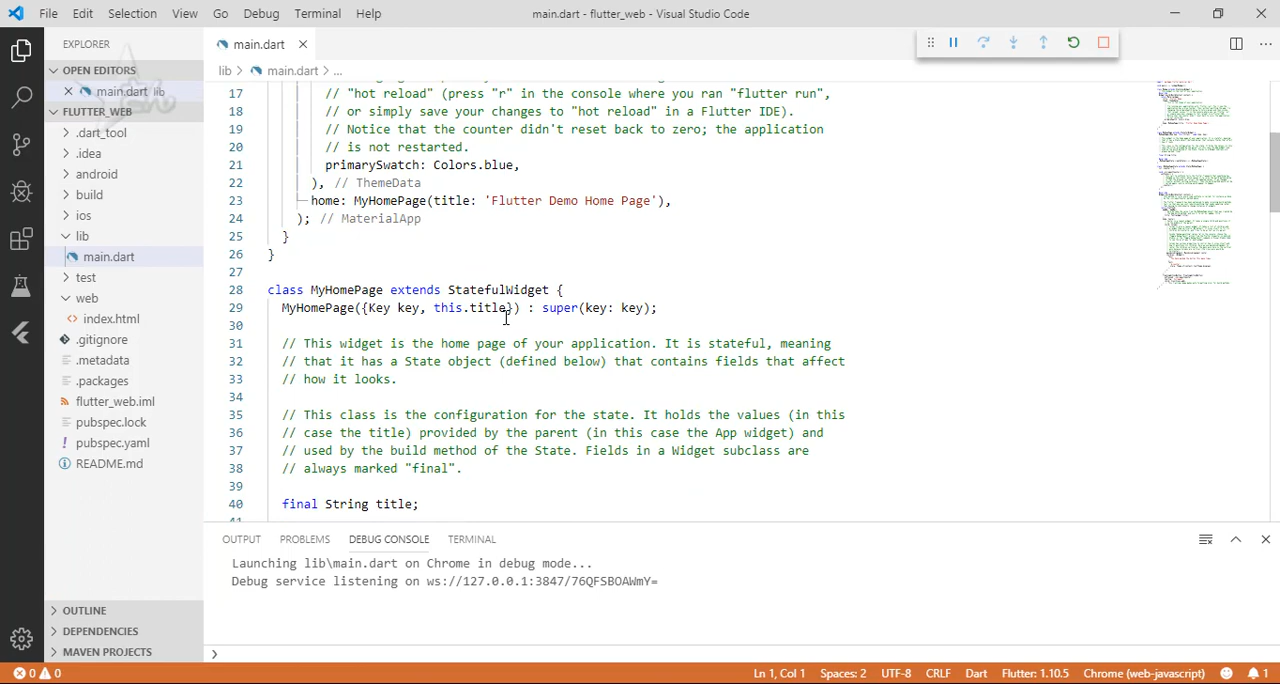 File Edit Selection View Go Debug Terminal Help
main.dart - flutter_web - Visual Studio Code
EXPLORER
OPEN EDITORS
main.dart lib
FLUTTER_WEB
.dart_tool
.idea
android
build
ios
lib
main.dart
test
web
index.html
.gitignore
.metadata
.packages
flutter_web.iml
pubspec.lock
pubspec.yaml
README.md
OUTLINE
DEPENDENCIES
MAVEN PROJECTS
main.dart
lib > main.dart > ...
17 // "hot reload" (press "r" in the console where you ran "flutter run",
18 // or simply save your changes to "hot reload" in a Flutter IDE).
19 // Notice that the counter didn't reset back to zero; the application
20 // is not restarted.
21 primarySwatch: Colors.blue,
22 ), // ThemeData
23 home: MyHomePage(title: 'Flutter Demo Home Page'),
24 ); // MaterialApp
25 }
26 }
27
28 class MyHomePage extends StatefulWidget {
29 MyHomePage({Key key, this.title}) : super(key: key);
30
31 // This widget is the home page of your application. It is stateful, meaning
32 // that it has a State object (defined below) that contains fields that affect
33 // how it looks.
34
35 // This class is the configuration for the state. It holds the values (in this
36 // case the title) provided by the parent (in this case the App widget) and
37 // used by the build method of the State. Fields in a Widget subclass are
38 // always marked "final".
39
40 final String title;
41
OUTPUT PROBLEMS DEBUG CONSOLE TERMINAL
Launching lib\main.dart on Chrome in debug mode...
Debug service listening on ws://127.0.0.1:3847/76QFSBOAWmY=
>
0 0 Ln 1, Col 1 Spaces: 2 UTF-8 CRLF Dart Flutter: 1.10.5 Chrome (web-javascript) 1